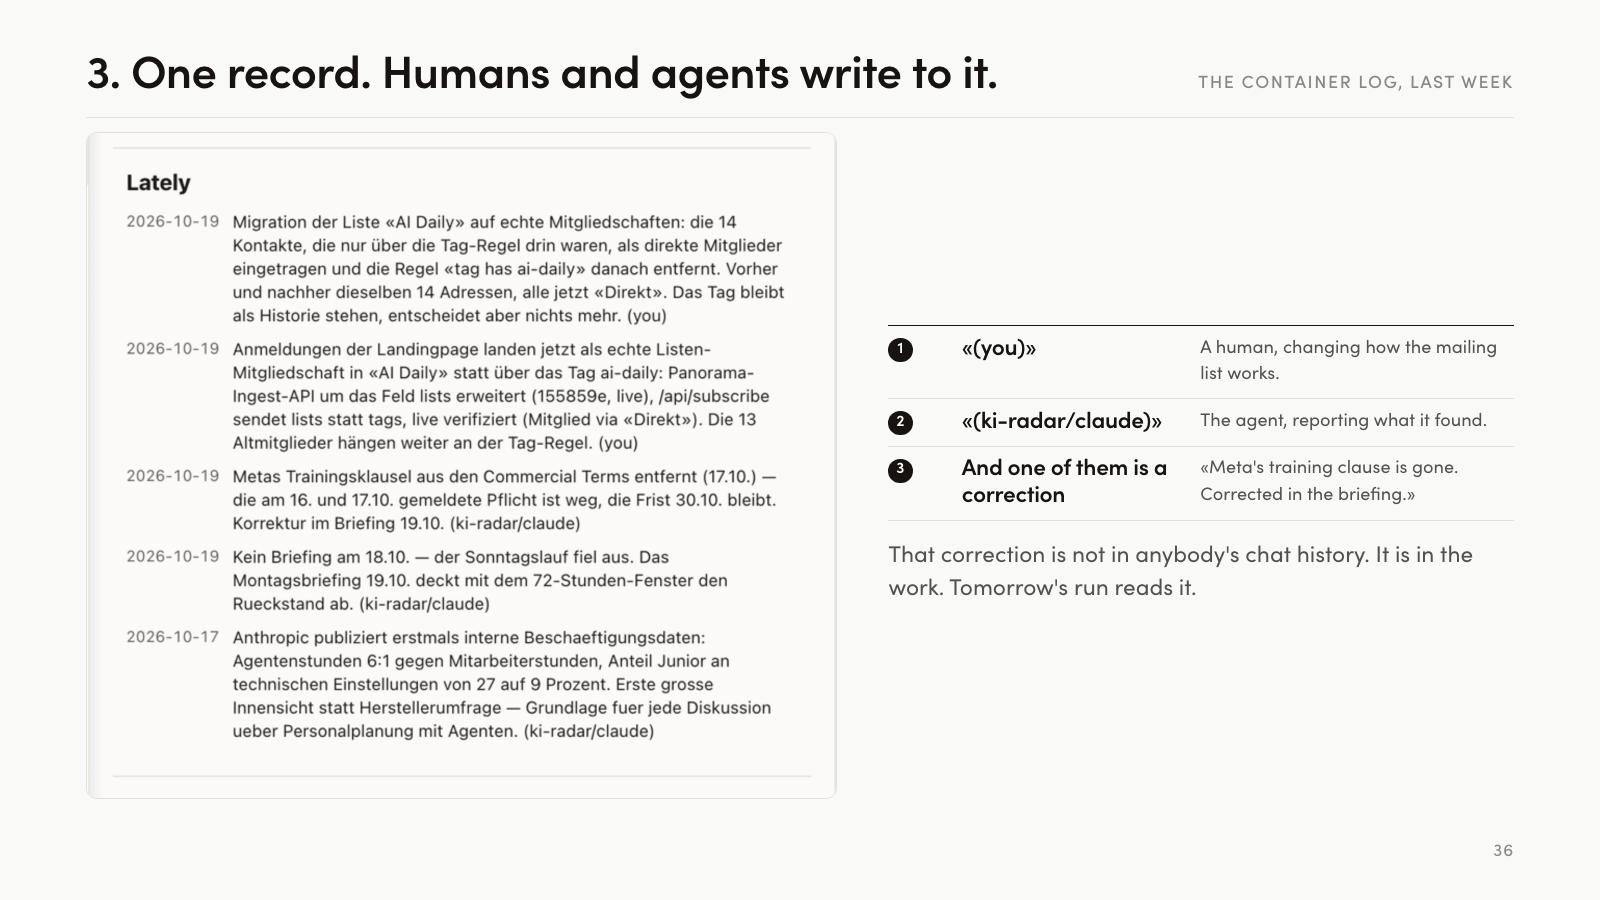 3. One record. Humans and agents write to it.
THE CONTAINER LOG, LAST WEEK
Lately
2026-10-19 Migration der Liste «AI Daily» auf echte Mitgliedschaften: die 14
Kontakte, die nur über die Tag-Regel drin waren, als direkte Mitglieder
eingetragen und die Regel «tag has ai-daily» danach entfernt. Vorher
und nachher dieselben 14 Adressen, alle jetzt «Direkt». Das Tag bleibt
als Historie stehen, entscheidet aber nichts mehr. (you)
2026-10-19 Anmeldungen der Landingpage landen jetzt als echte Listen-
Mitgliedschaft in «AI Daily» statt über das Tag ai-daily: Panorama-
Ingest-API um das Feld lists erweitert (155859e, live), /api/subscribe
sendet lists statt tags, live verifiziert (Mitglied via «Direkt»). Die 13
Altmitglieder hängen weiter an der Tag-Regel. (you)
2026-10-19 Metas Trainingsklausel aus den Commercial Terms entfernt (17.10.) —
die am 16. und 17.10. gemeldete Pflicht ist weg, die Frist 30.10. bleibt.
Korrektur im Briefing 19.10. (ki-radar/claude)
2026-10-19 Kein Briefing am 18.10. — der Sonntagslauf fiel aus. Das
Montagsbriefing 19.10. deckt mit dem 72-Stunden-Fenster den
Rueckstand ab. (ki-radar/claude)
2026-10-17 Anthropic publiziert erstmals interne Beschaeftigungsdaten:
Agentenstunden 6:1 gegen Mitarbeiterstunden, Anteil Junior an
technischen Einstellungen von 27 auf 9 Prozent. Erste grosse
Innensicht statt Herstellerumfrage — Grundlage fuer jede Diskussion
ueber Personalplanung mit Agenten. (ki-radar/claude)
1 «(you)» A human, changing how the mailing
list works.
2 «(ki-radar/claude)» The agent, reporting what it found.
3 And one of them is a «Meta's training clause is gone.
correction Corrected in the briefing.»
That correction is not in anybody's chat history. It is in the
work. Tomorrow's run reads it.
36